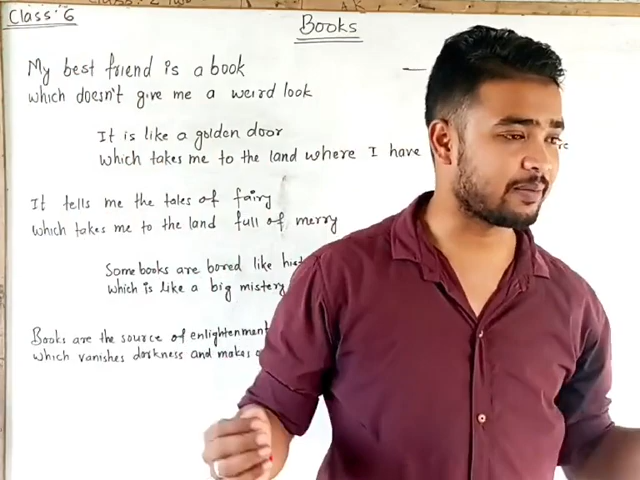 Class: 6
Books
My best friend is a book
which doesn't give me a weird look
It is like a golden door
which takes me to the land where I have
It tells me the tales of fairy
which takes me to the land full of merry
Some books are bored like
which is like a big mistery
Books are the source of enlightenment
which vanishes darkness and makes